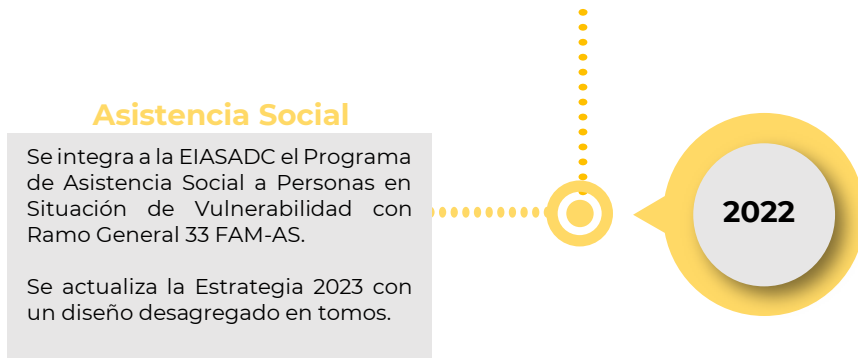 Asistencia Social
Se integra a la EIASADC el Programa
de Asistencia Social a Personas en
Situación de Vulnerabilidad con
Ramo General 33 FAM-AS.
Se actualiza la Estrategia 2023 con
un diseño desagregado en tomos.
2022